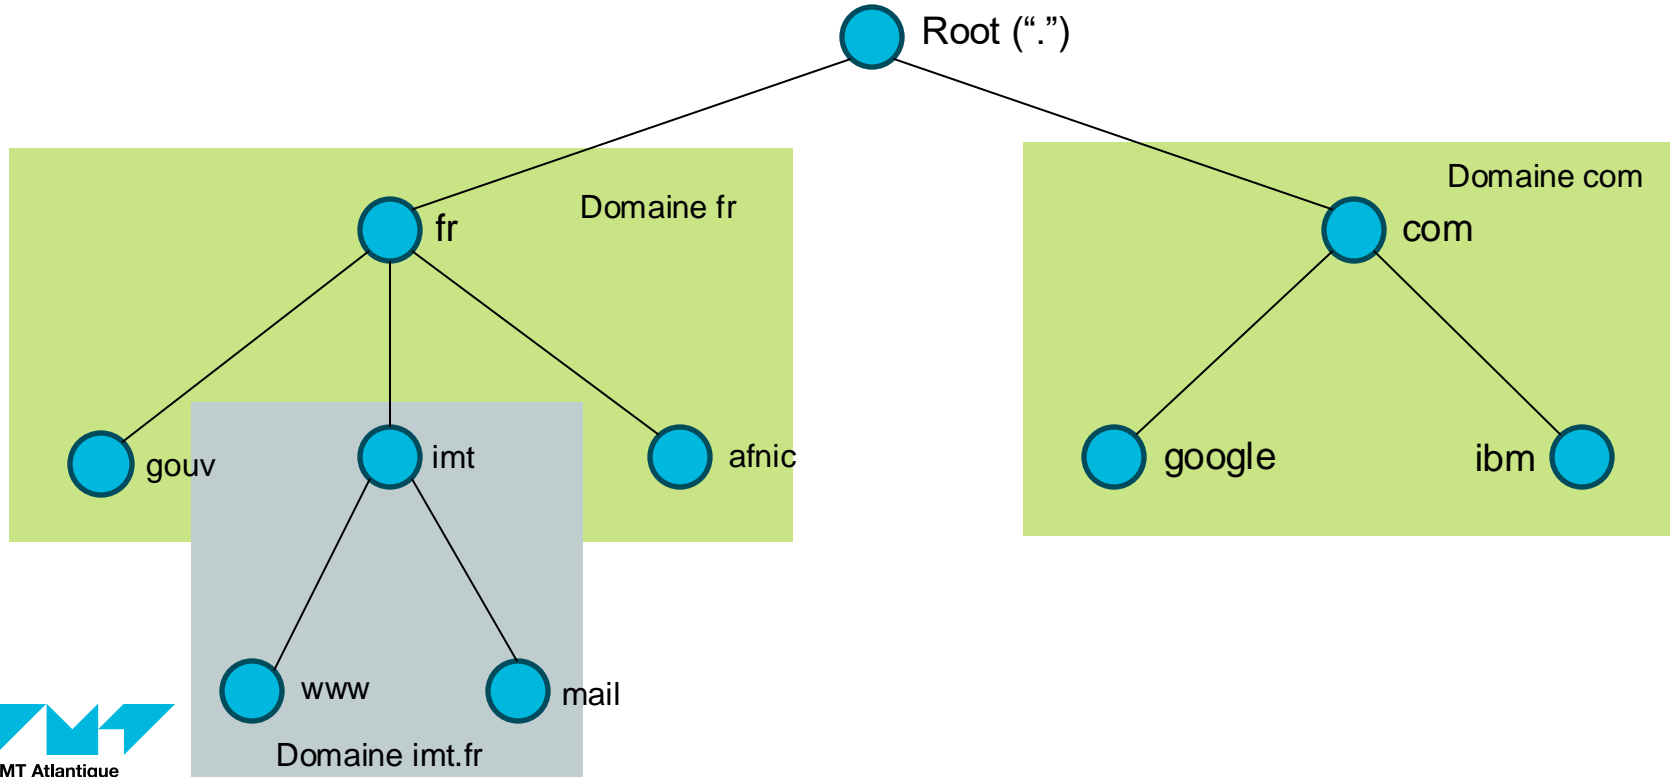 Root (“.”)
Domaine com
Domaine fr
fr
com
gouv
imt
afnic
google
ibm
www
mail
Domaine imt.fr
MT Atlantique